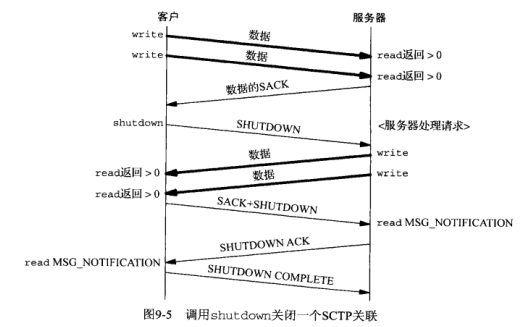 客户 服务器
write 数据
write 数据 read返回>0
read返回>0
数据的SACK
shutdown SHUTDOWN <服务器处理请求>
数据 write
read返回>0 数据 write
read返回>0
SACK+SHUTDOWN
read MSG_NOTIFICATION
SHUTDOWN ACK
read MSG_NOTIFICATION
SHUTDOWN COMPLETE
图9-5 调用shutdown关闭一个SCTP关联